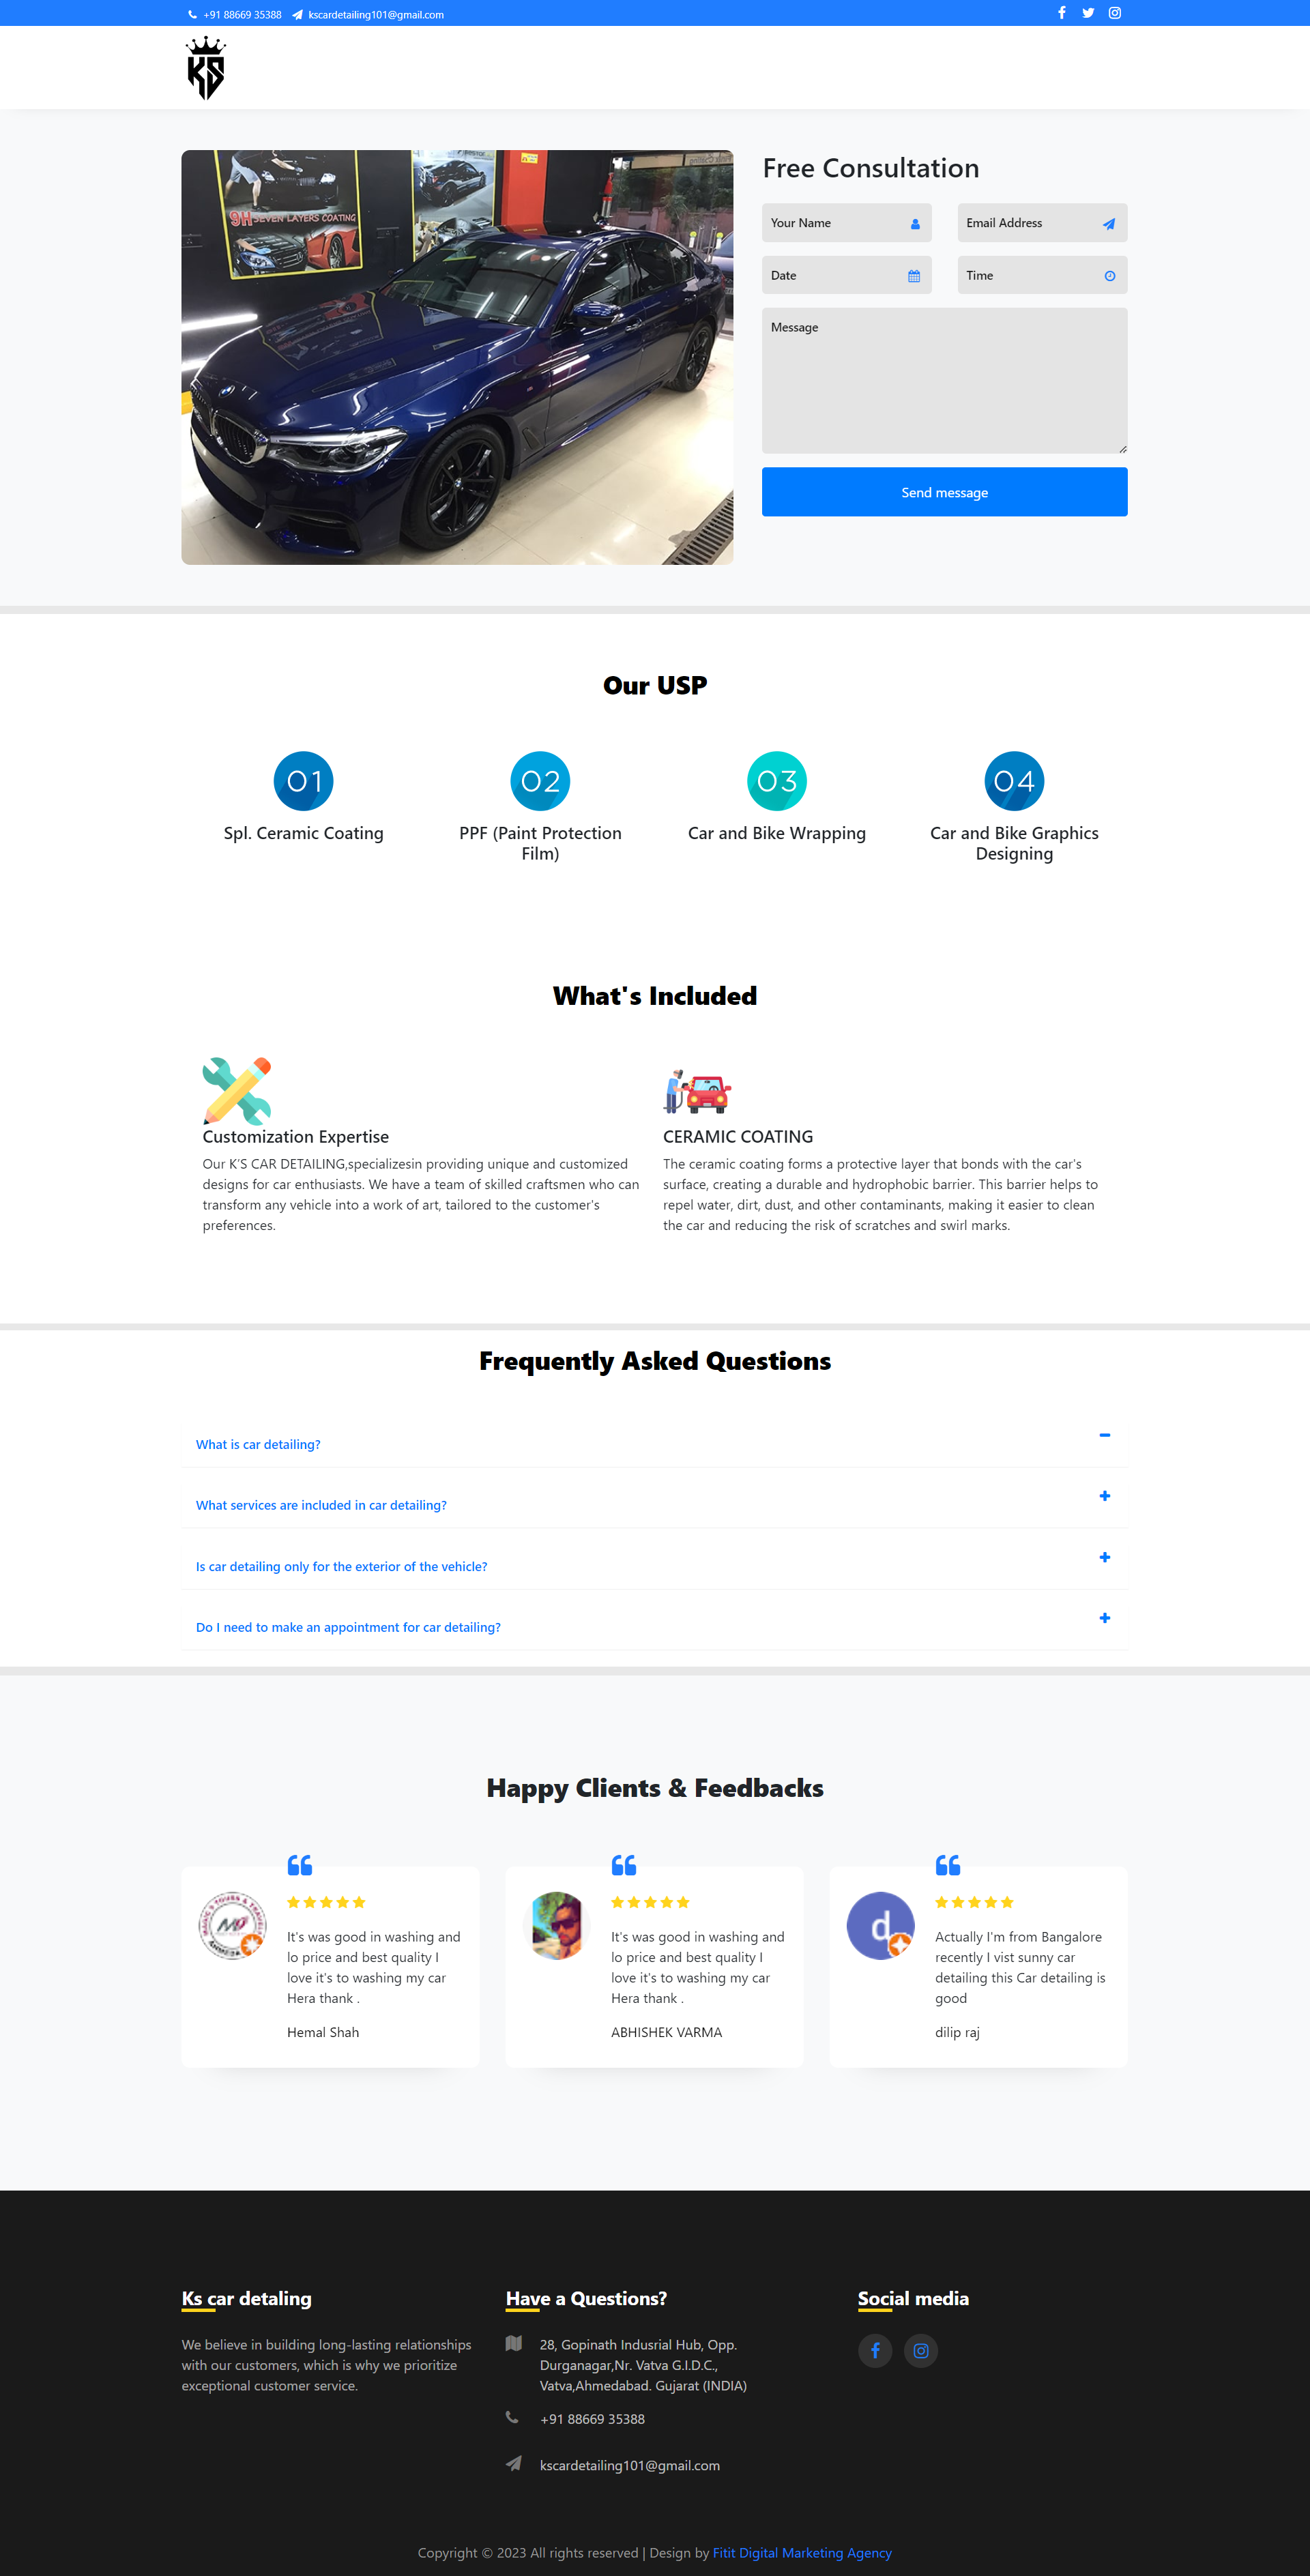 +91 88669 35388 kscardetailing101@gmail.com
KS
9H SEVEN LAYERS COATING
Free Consultation
Your Name
Email Address
Date
Time
Message
Send message
Our USP
01
02
03
04
Spl. Ceramic Coating
PPF (Paint Protection
Film)
Car and Bike Wrapping
Car and Bike Graphics
Designing
What's Included
Customization Expertise
Our K'S CAR DETAILING,specializesin providing unique and customized
designs for car enthusiasts. We have a team of skilled craftsmen who can
transform any vehicle into a work of art, tailored to the customer's
preferences.
CERAMIC COATING
The ceramic coating forms a protective layer that bonds with the car's
surface, creating a durable and hydrophobic barrier. This barrier helps to
repel water, dirt, dust, and other contaminants, making it easier to clean
the car and reducing the risk of scratches and swirl marks.
Frequently Asked Questions
What is car detailing?
What services are included in car detailing?
Is car detailing only for the exterior of the vehicle?
Do I need to make an appointment for car detailing?
Happy Clients & Feedbacks
It's was good in washing and
lo price and best quality I
love it's to washing my car
Hera thank .
Hemal Shah
It's was good in washing and
lo price and best quality I
love it's to washing my car
Hera thank .
ABHISHEK VARMA
d
Actually I'm from Bangalore
recently I vist sunny car
detailing this Car detailing is
good
dilip raj
Ks car detaling
We believe in building long-lasting relationships
with our customers, which is why we prioritize
exceptional customer service.
Have a Questions?
28, Gopinath Indusrial Hub, Opp.
Durganagar,Nr. Vatva G.I.D.C.,
Vatva,Ahmedabad. Gujarat (INDIA)
+91 88669 35388
kscardetailing101@gmail.com
Social media
Copyright © 2023 All rights reserved | Design by Fitit Digital Marketing Agency